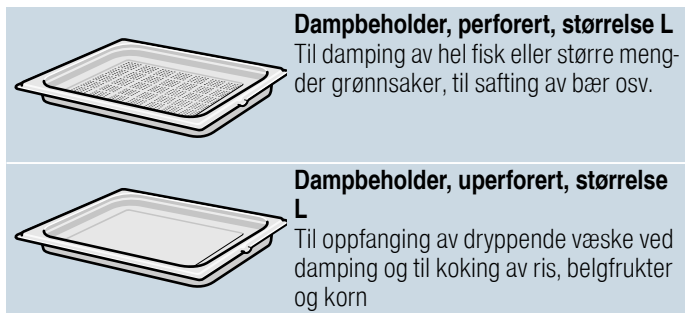 Dampbeholder, perforert, størrelse L
Til damping av hel fisk eller større meng-
der grønnsaker, til safting av bær osv.
Dampbeholder, uperforert, størrelse
L
Til oppfanging av dryppende væske ved
damping og til koking av ris, belgfrukter
og korn